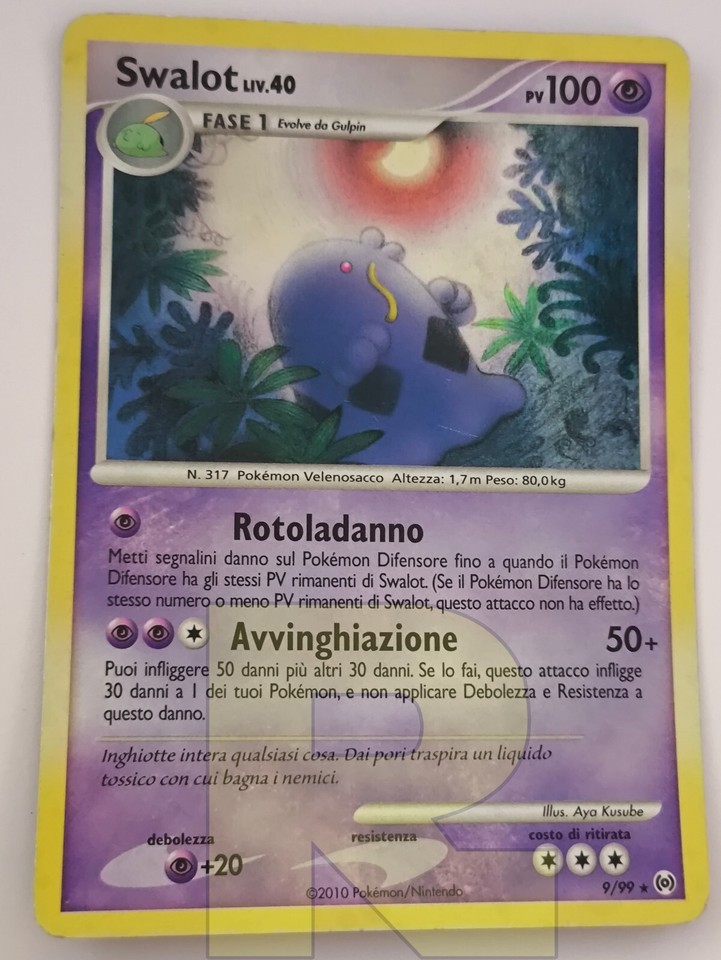 Swalot LIV.40
PV 100
FASE 1 Evolve da Gulpin
N. 317 Pokémon Velenosacco Altezza: 1,7m Peso: 80,0kg
Rotoladanno
Metti segnalini danno sul Pokémon Difensore fino a quando il Pokémon
Difensore ha gli stessi PV rimanenti di Swalot. (Se il Pokémon Difensore ha lo
stesso numero o meno PV rimanenti di Swalot, questo attacco non ha effetto.)
Avvinghiazione 50+
Puoi infliggere 50 danni più altri 30 danni. Se lo fai, questo attacco infligge
30 danni a 1 dei tuoi Pokémon, e non applicare Debolezza e Resistenza a
questo danno.
Inghiotte intera qualsiasi cosa. Dai pori traspira un liquido
tossico con cui bagna i nemici.
Illus. Aya Kusube
debolezza resistenza costo di ritirata
+20
©2010 Pokémon/Nintendo
9/99
R